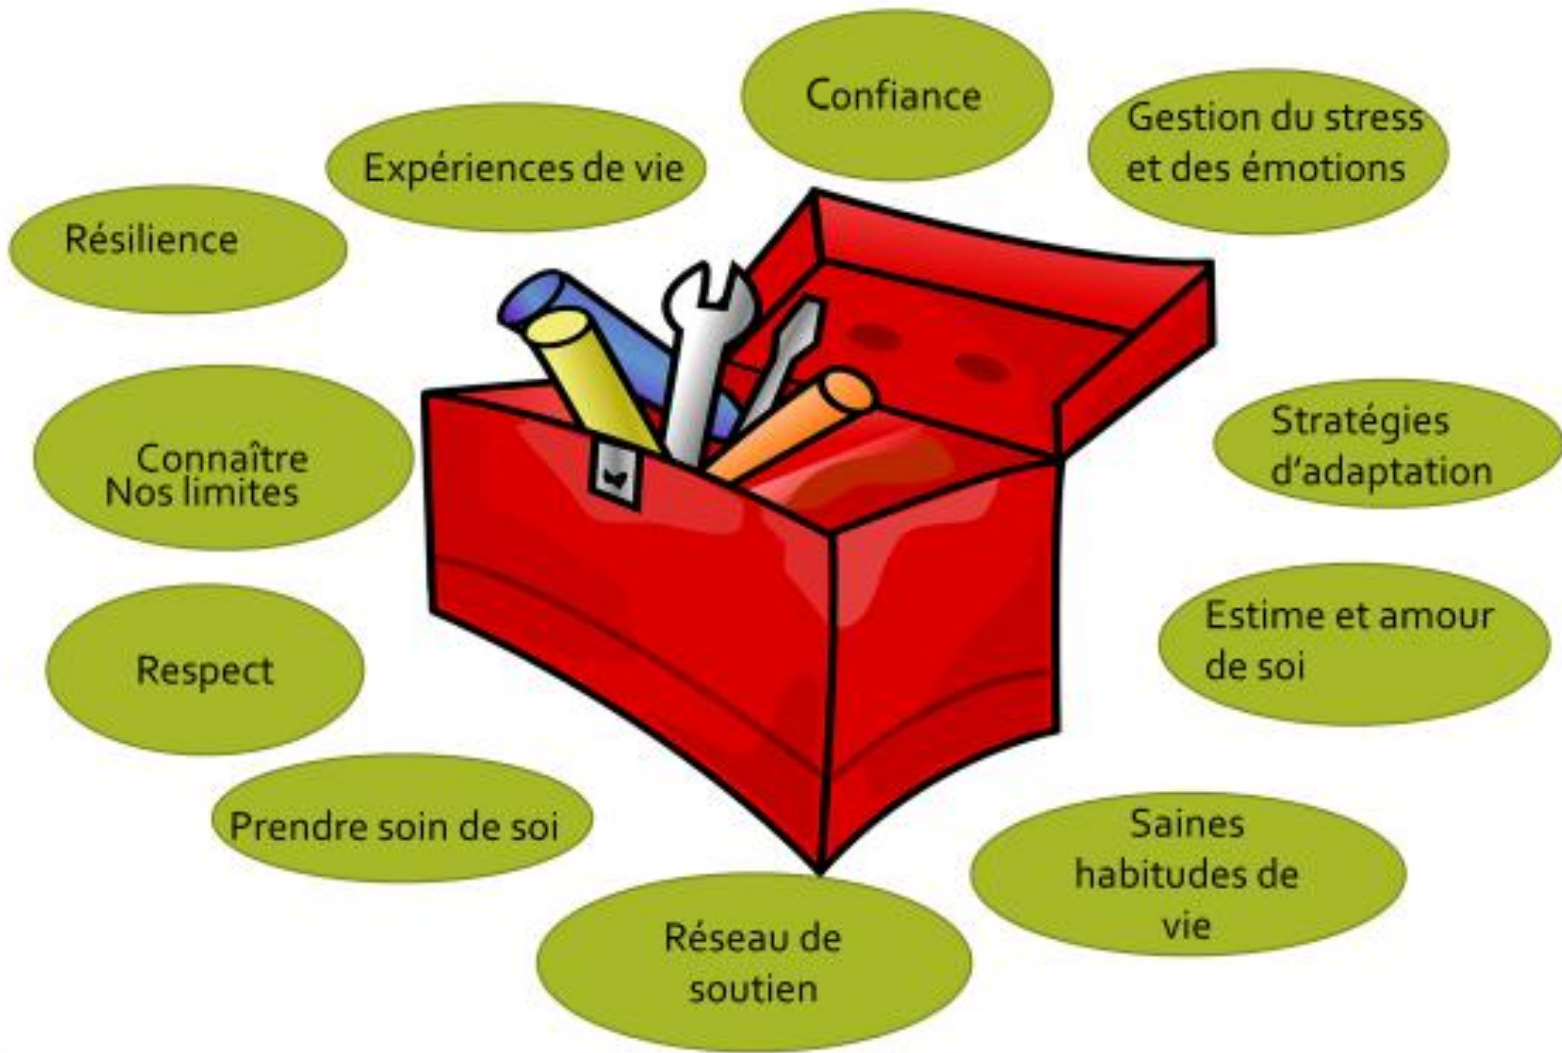 Confiance
Gestion du stress
et des émotions
Expériences de vie
Résilience
Connaître
Nos limites
Stratégies
d'adaptation
Respect
Estime et amour
de soi
Prendre soin de soi
Saines
habitudes de
vie
Réseau de
soutien